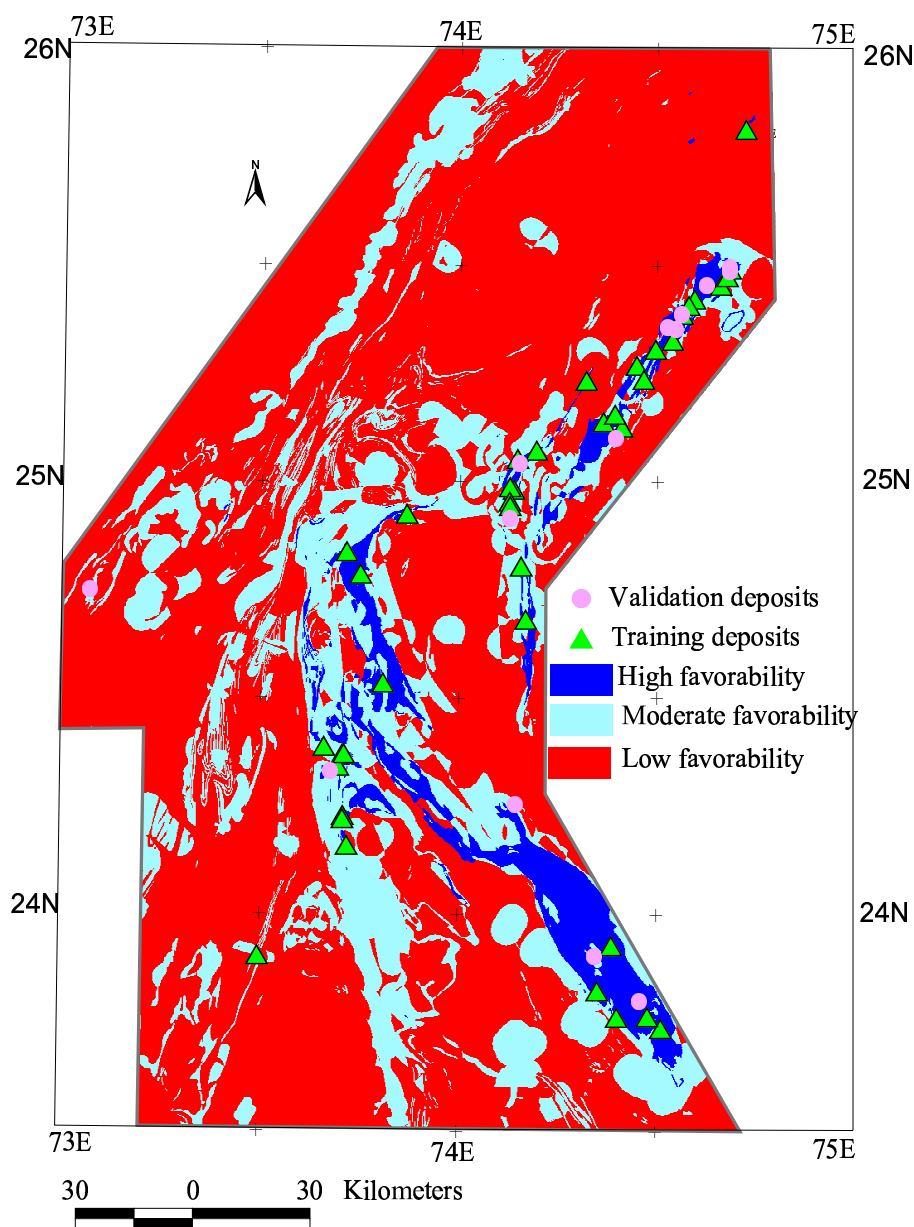 73E 74E 75E
26N 26N
N
25N 25N
Validation deposits
Training deposits
High favorability
Moderate favorability
Low favorability
24N 24N
73E 74E 75E
30 0 30 Kilometers